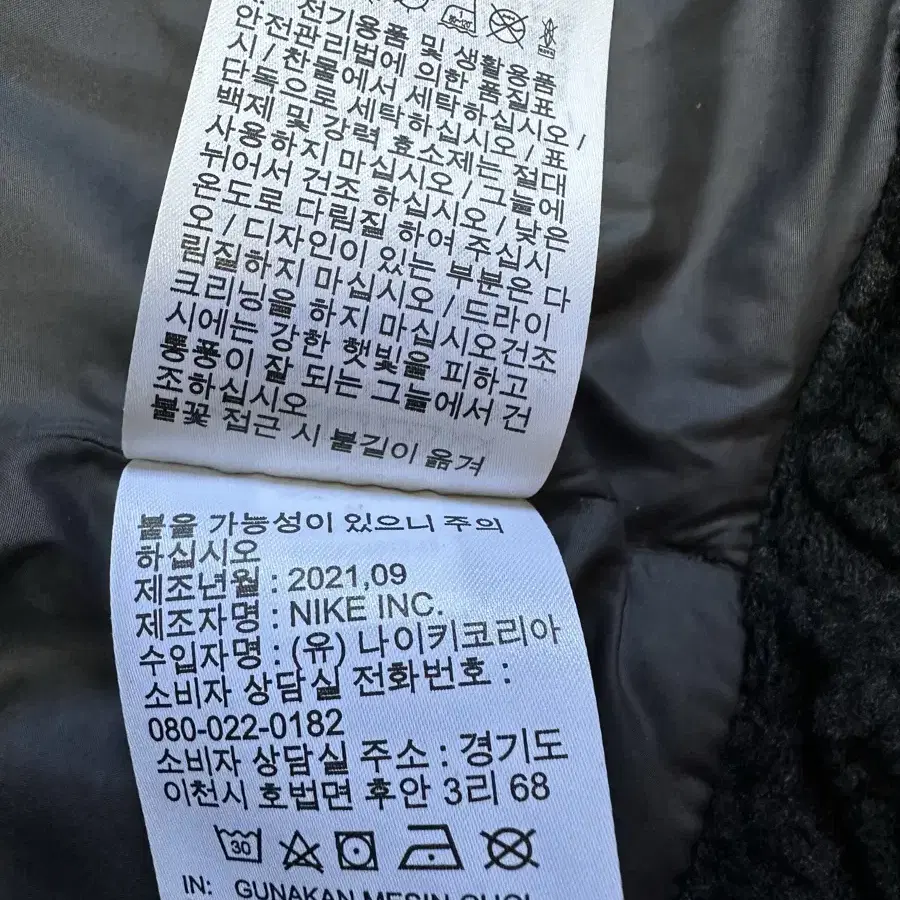 전기용품 및 생활용품
안전관리법에 의한 품질표
시 / 찬물에서 세탁하십시오 /
단독으로 세탁하십시오 / 표
백제 및 강력 효소제는 절대
사용하지 마십시오 / 그늘에
뉘어서 건조 하십시오 / 낮은
온도로 다림질 하여 주십시
오 / 디자인이 있는 부분은 다
림질하지 마십시오 / 드라이
크리닝을 하지 마십시오건조
시에는 강한 햇빛을 피하고
통풍이 잘 되는 그늘에서 건
조하십시오
불꽃 접근 시 불길이 옮겨
붙을 가능성이 있으니 주의
하십시오
제조년월 : 2021,09
제조자명 : NIKE INC.
수입자명 : (유) 나이키코리아
소비자 상담실 전화번호 :
080-022-0182
소비자 상담실 주소 : 경기도
이천시 호법면 후안 3리 68
30
IN: GUNAKAN MESIN CUCI